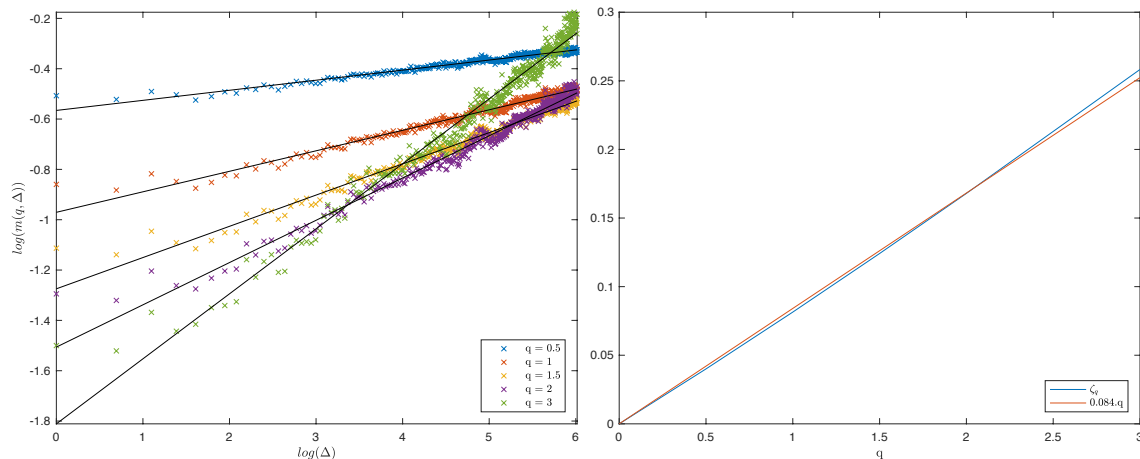 -0.2
-0.4
-0.6
-0.8
-1
-1.2
-1.4
-1.6
-1.8
log(m(q, Δ))
0 1 2 3 4 5 6
log(Δ)
q = 0.5
q = 1
q = 1.5
q = 2
q = 3
0.3
0.25
0.2
0.15
0.1
0.05
0
0 0.5 1 1.5 2 2.5 3
q
ζq
0.084.q